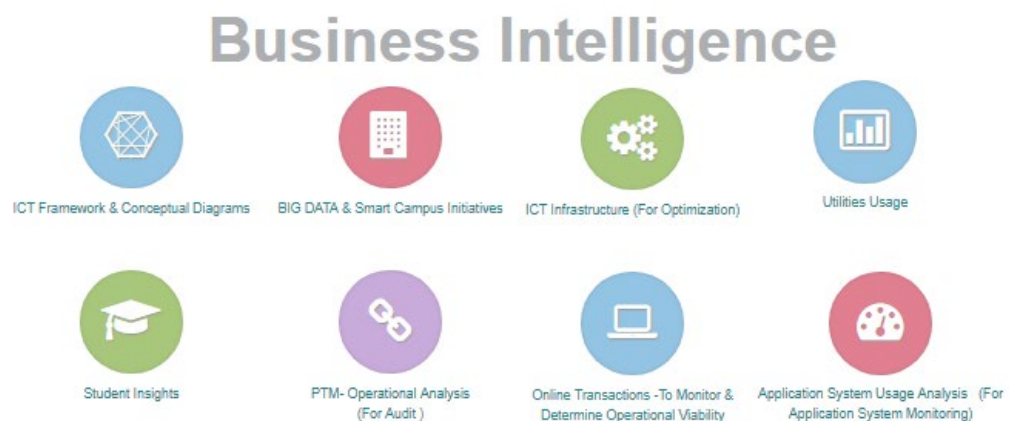 Business Intelligence
ICT Framework & Conceptual Diagrams
BIG DATA & Smart Campus Initiatives
ICT Infrastructure (For Optimization)
Utilities Usage
Student Insights
PTM- Operational Analysis
(For Audit )
Online Transactions -To Monitor &
Determine Operational Viability
Application System Usage Analysis (For
Application System Monitoring)